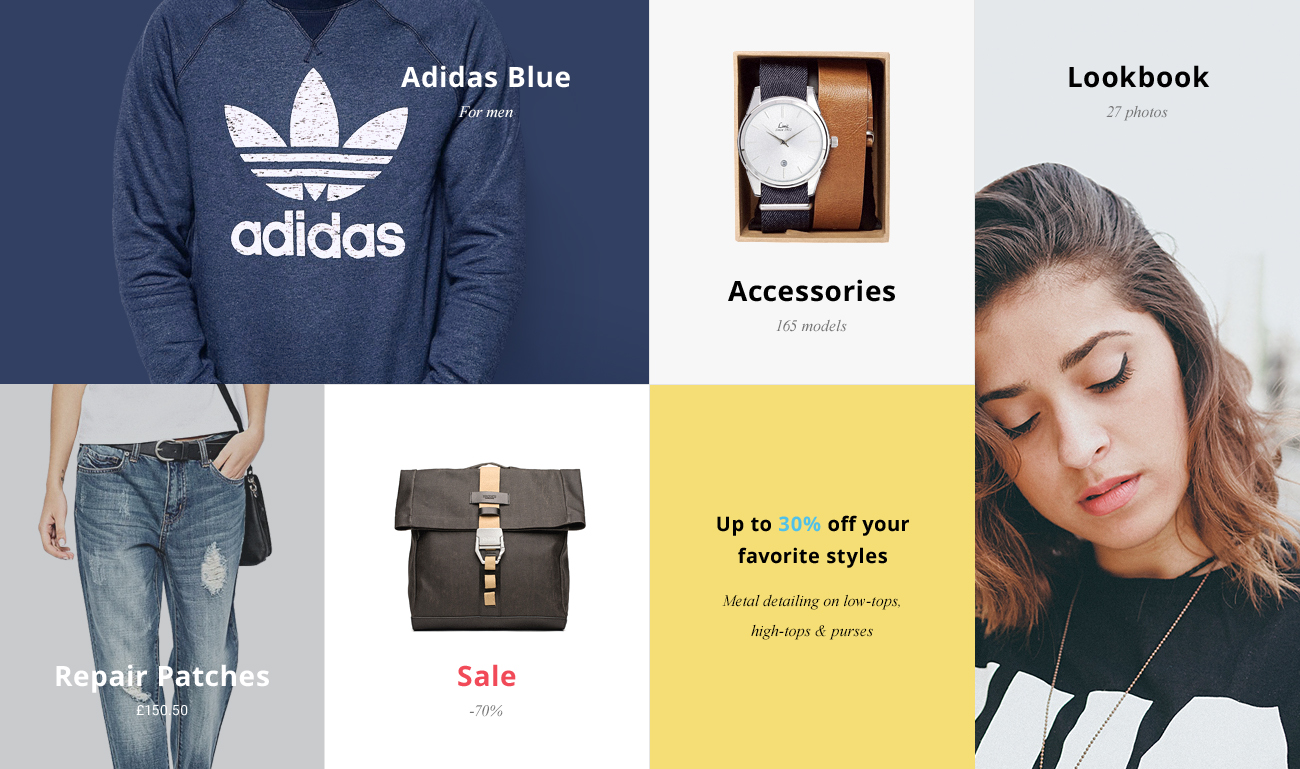 adidas
Adidas Blue
For men
Accessories
165 models
Lookbook
27 photos
Repair Patches
£150.50
Sale
-70%
Up to 30% off your
favorite styles
Metal detailing on low-tops,
high-tops & purses